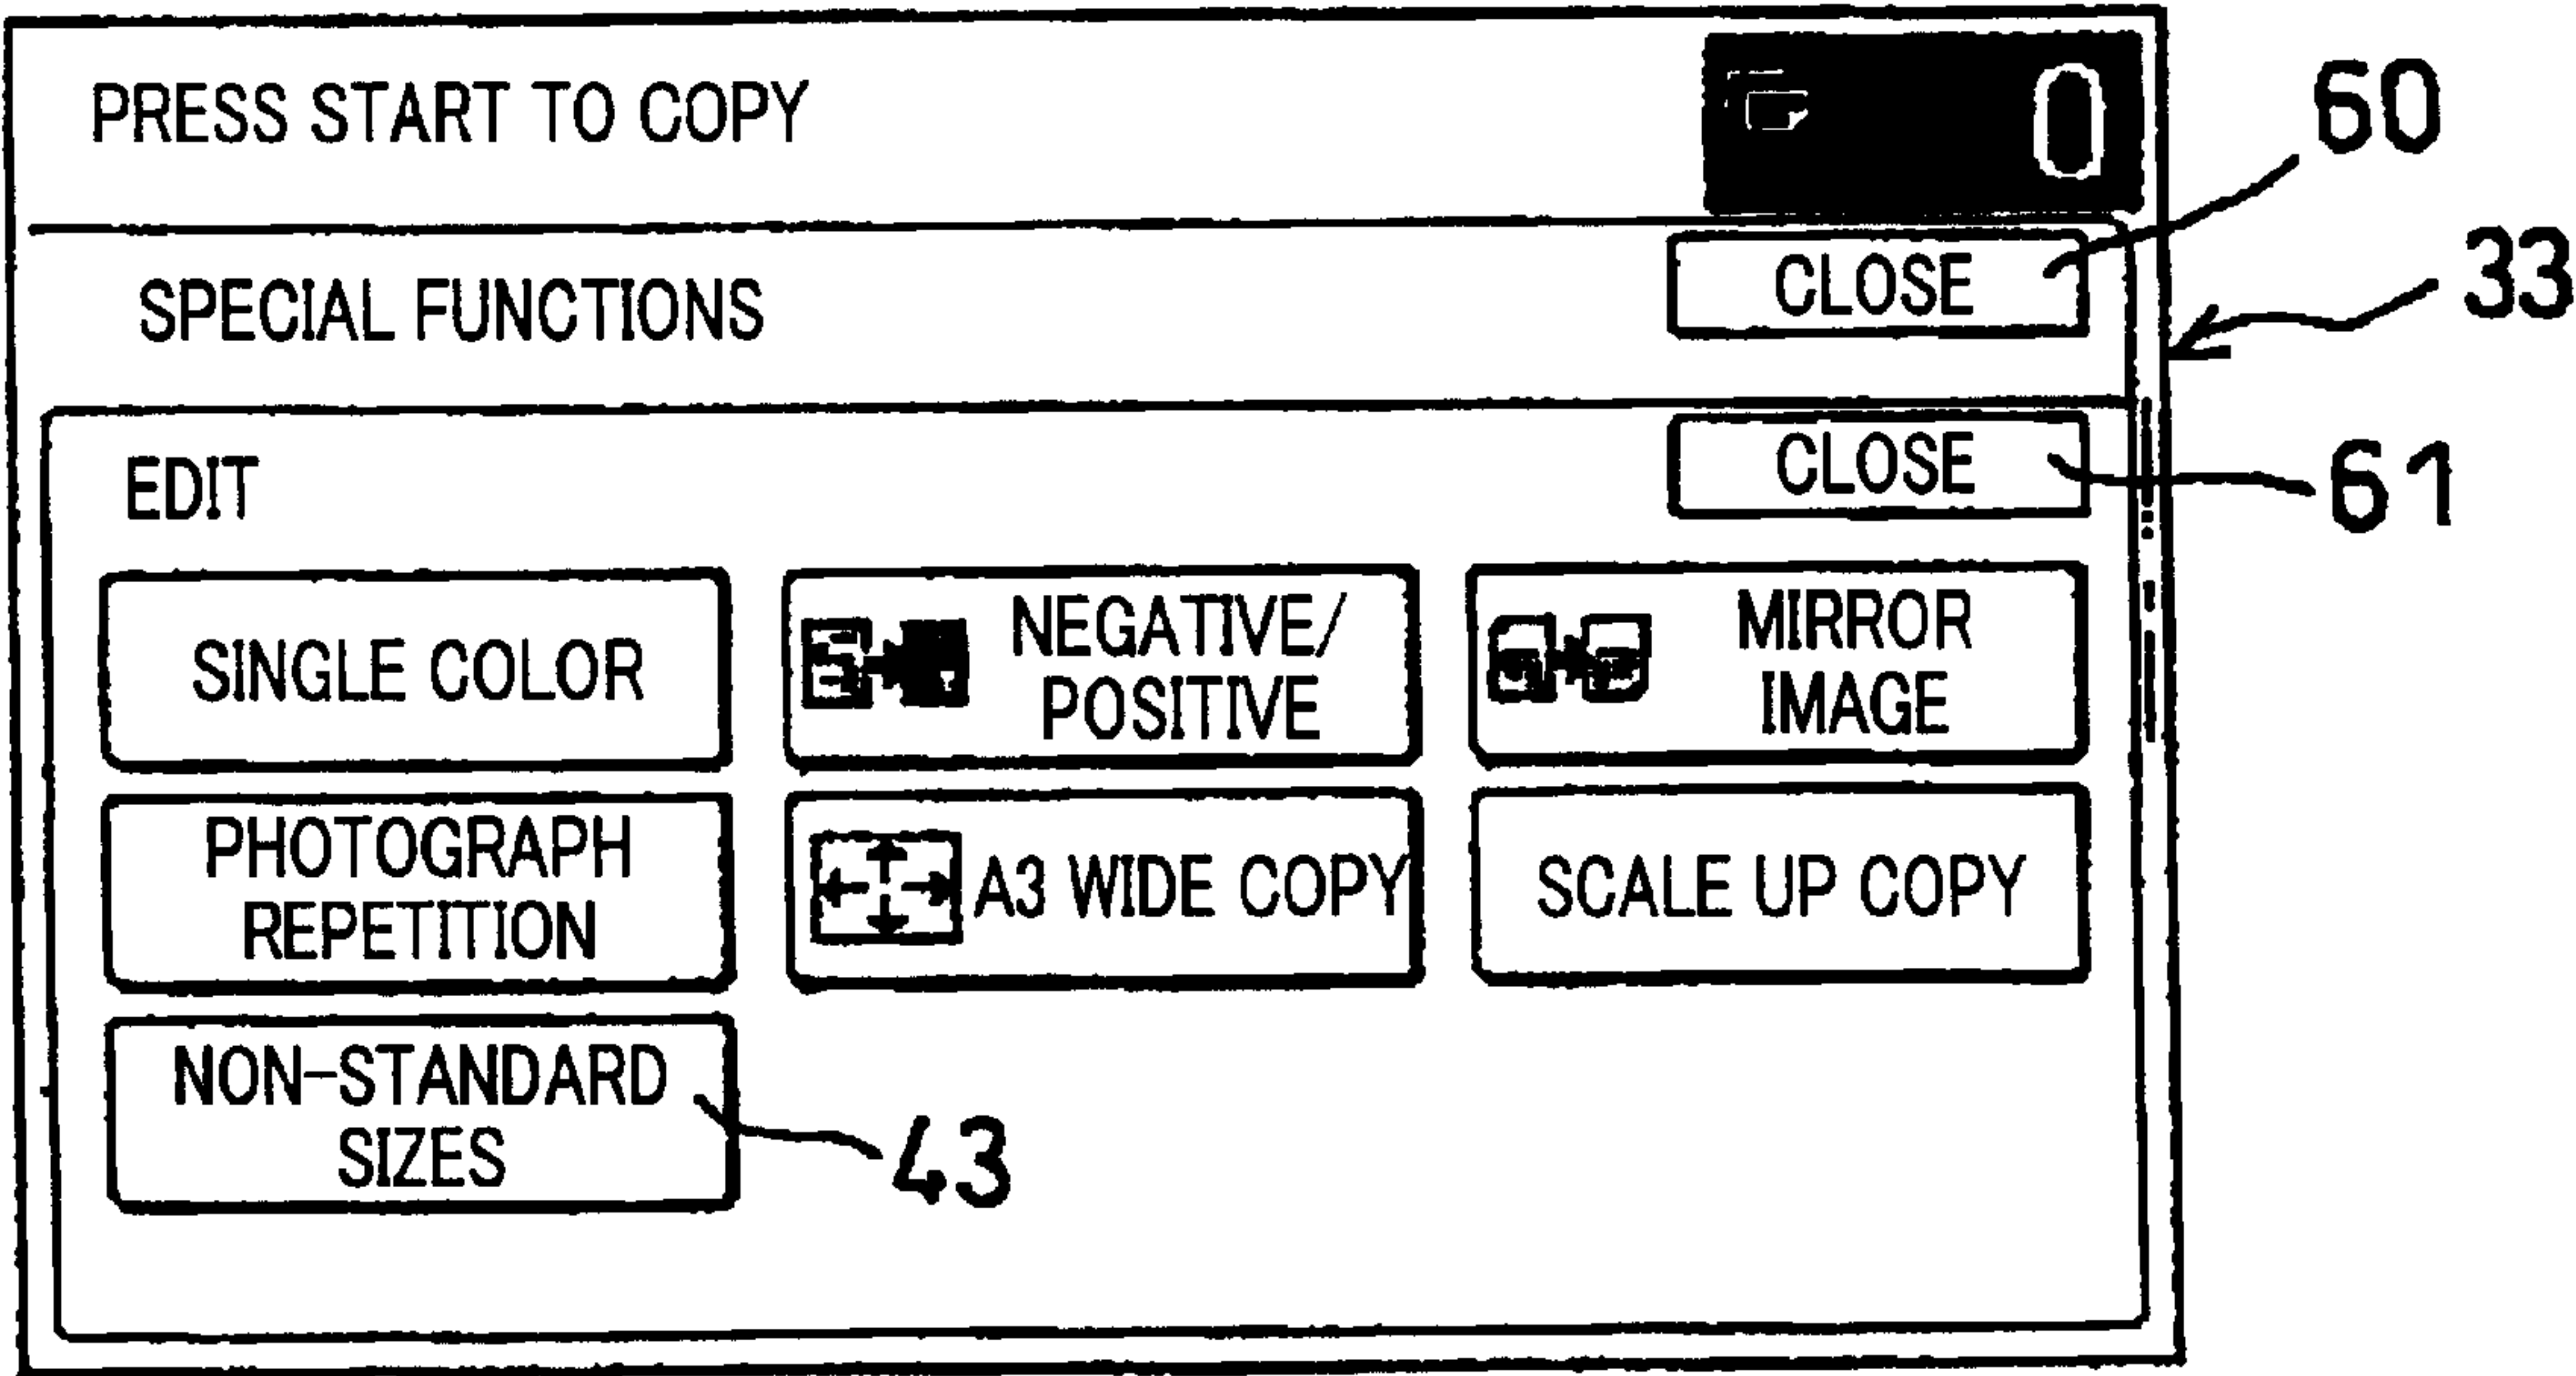 PRESS START TO COPY
0
60
SPECIAL FUNCTIONS
CLOSE
33
EDIT
CLOSE
61
SINGLE COLOR
NEGATIVE/
POSITIVE
MIRROR
IMAGE
PHOTOGRAPH
REPETITION
A3 WIDE COPY
SCALE UP COPY
NON-STANDARD
SIZES
43